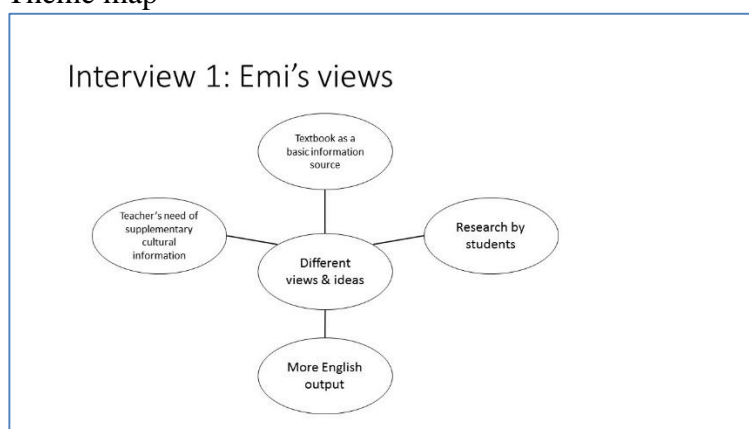 Theme map
Interview 1: Emi's views
Textbook as a
basic information
source
Teacher's need of
supplementary
cultural
information
Research by
students
Different
views & ideas
More English
output